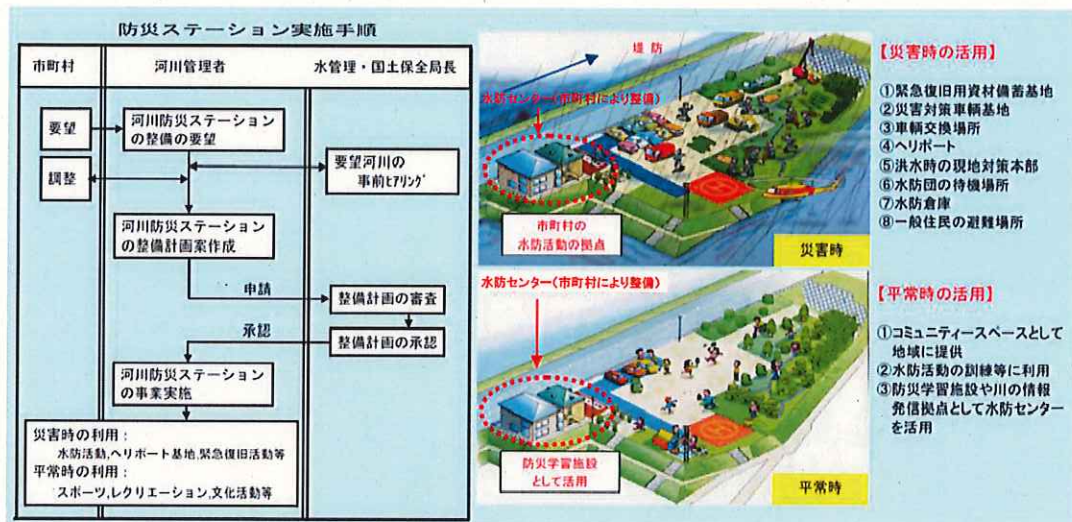 防災ステーション実施手順
市町村
河川管理者
水管理・国土保全局長
要望
河川防災ステーション
の整備の要望
調整
要望河川の
事前ﾋｱﾘﾝｸﾞ
河川防災ステーション
の整備計画案作成
申請
整備計画の審査
承認
整備計画の承認
河川防災ステーション
の事業実施
災害時の利用：
水防活動,ヘリポート基地,緊急復旧活動等
平常時の利用：
スポーツ,レクリエーション,文化活動等
堤防
水防センター(市町村により整備)
市町村の
水防活動の拠点
災害時
水防センター(市町村により整備)
防災学習施設
として活用
平常時
【災害時の活用】
①緊急復旧用資材備蓄基地
②災害対策車輌基地
③車輌交換場所
④ヘリポート
⑤洪水時の現地対策本部
⑥水防団の待機場所
⑦水防倉庫
⑧一般住民の避難場所
【平常時の活用】
①コミュニティースペースとして
地域に提供
②水防活動の訓練等に利用
③防災学習施設や川の情報
発信拠点として水防センター
を活用